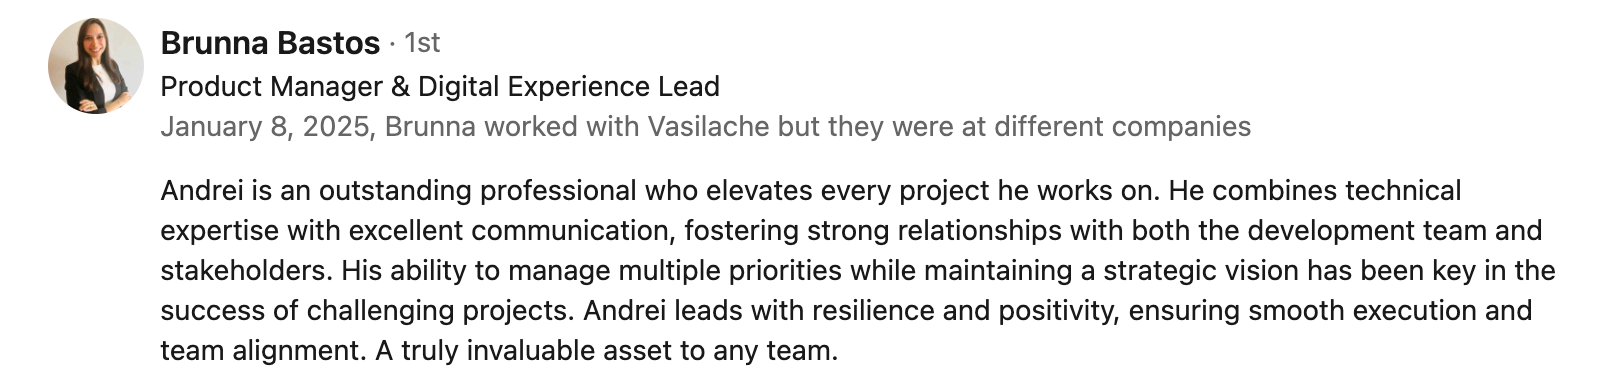 Brunna Bastos · 1st
Product Manager & Digital Experience Lead
January 8, 2025, Brunna worked with Vasilache but they were at different companies
Andrei is an outstanding professional who elevates every project he works on. He combines technical
expertise with excellent communication, fostering strong relationships with both the development team and
stakeholders. His ability to manage multiple priorities while maintaining a strategic vision has been key in the
success of challenging projects. Andrei leads with resilience and positivity, ensuring smooth execution and
team alignment. A truly invaluable asset to any team.